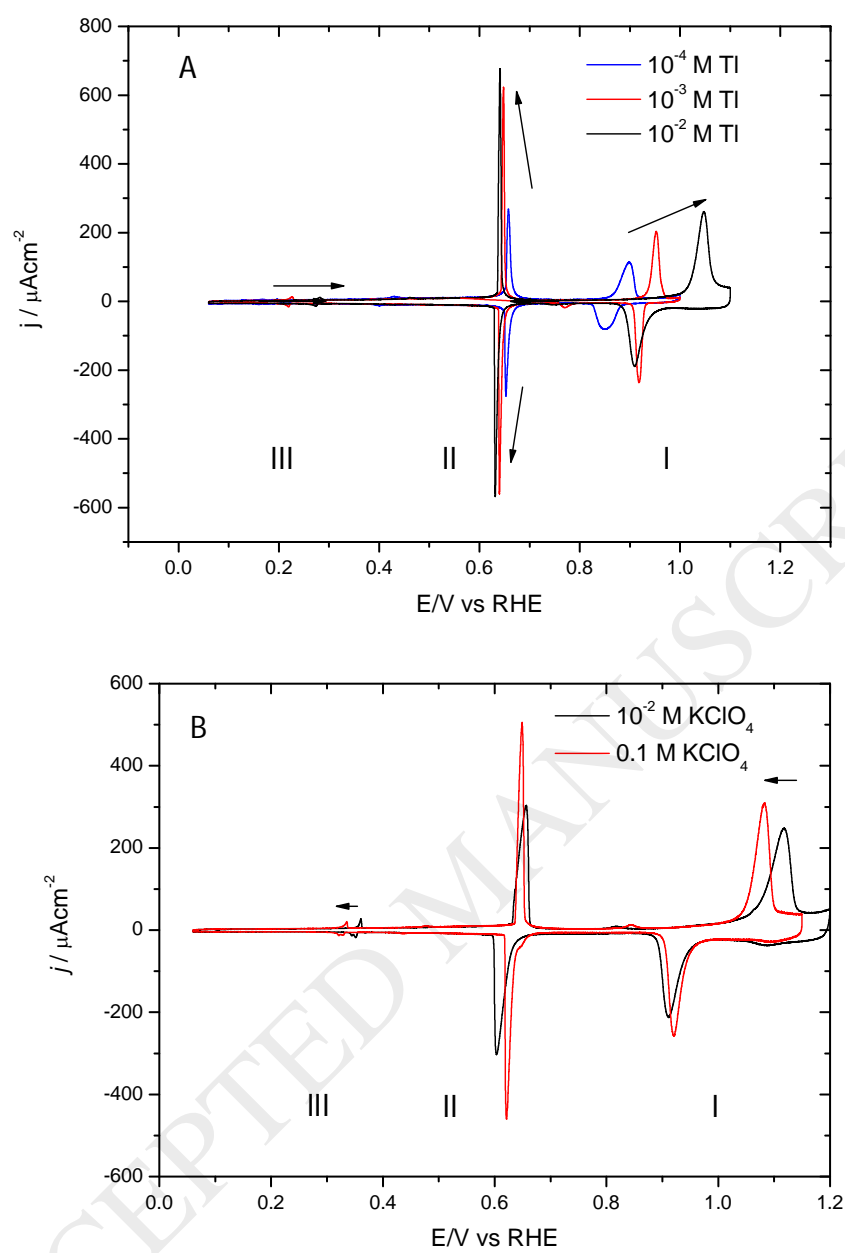 A
10⁻⁴ M Tl
10⁻³ M Tl
10⁻² M Tl
800
600
400
200
0
-200
-400
-600
j / μAcm⁻²
III
II
I
0.0 0.2 0.4 0.6 0.8 1.0 1.2
E/V vs RHE
B
10⁻² M KClO₄
0.1 M KClO₄
600
400
200
0
-200
-400
-600
j / μAcm⁻²
III
II
I
0.0 0.2 0.4 0.6 0.8 1.0 1.2
E/V vs RHE
CEPTED MANUSCR